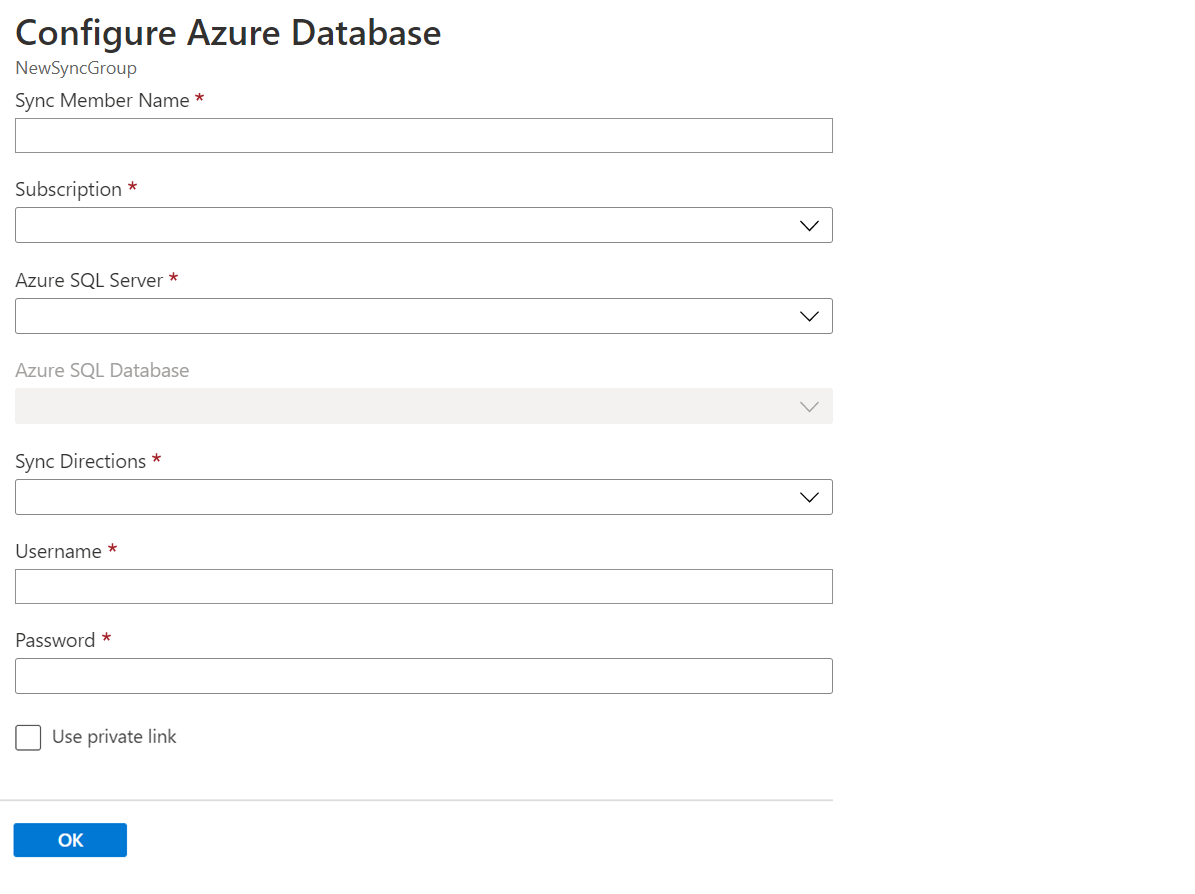 Configure Azure Database
NewSyncGroup
Sync Member Name *
Subscription *
Azure SQL Server *
Azure SQL Database
Sync Directions *
Username *
Password *
Use private link
OK